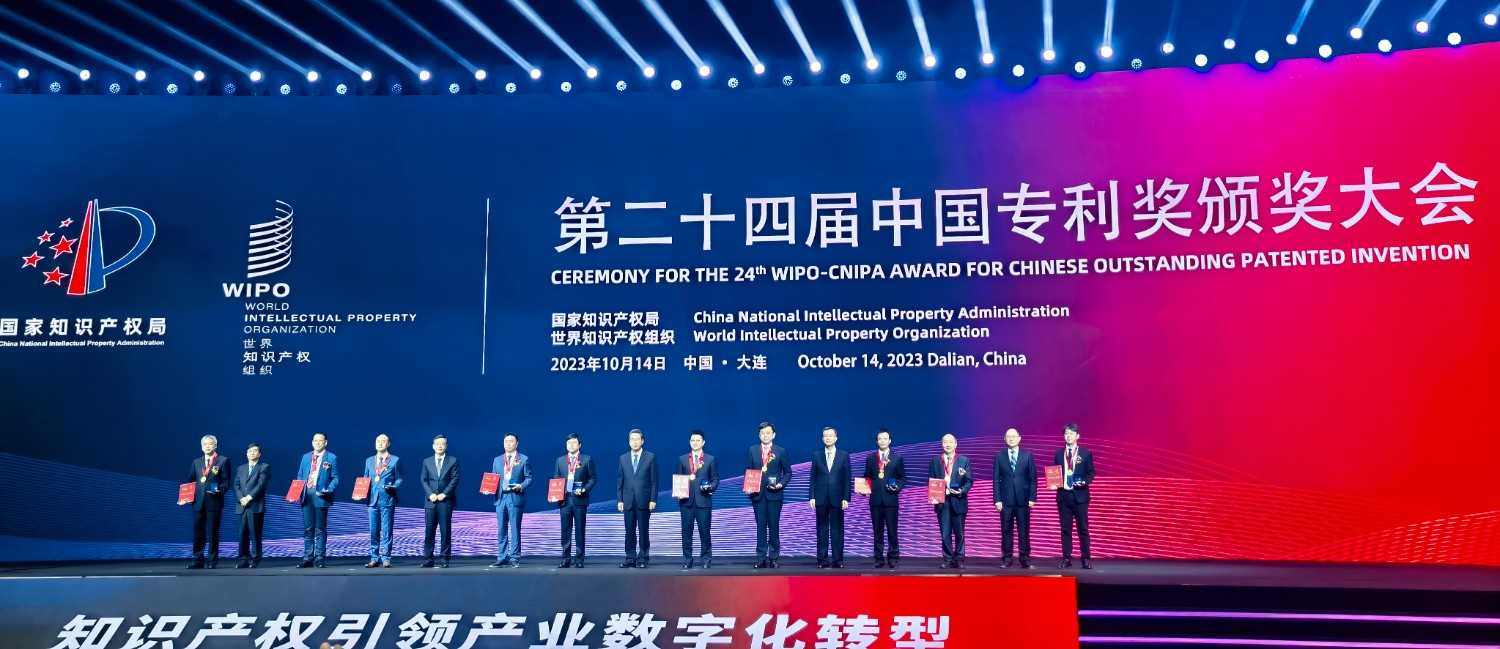 国家知识产权局
China National Intellectual Property Administration
WIPO
WORLD
INTELLECTUAL PROPERTY
ORGANIZATION
世界
知识产权
组织
第二十四届中国专利奖颁奖大会
CEREMONY FOR THE 24th WIPO-CNIPA AWARD FOR CHINESE OUTSTANDING PATENTED INVENTION
国家知识产权局 China National Intellectual Property Administration
世界知识产权组织 World Intellectual Property Organization
2023年10月14日 中国·大连 October 14, 2023 Dalian, China
知识产权引领产业数字化转型